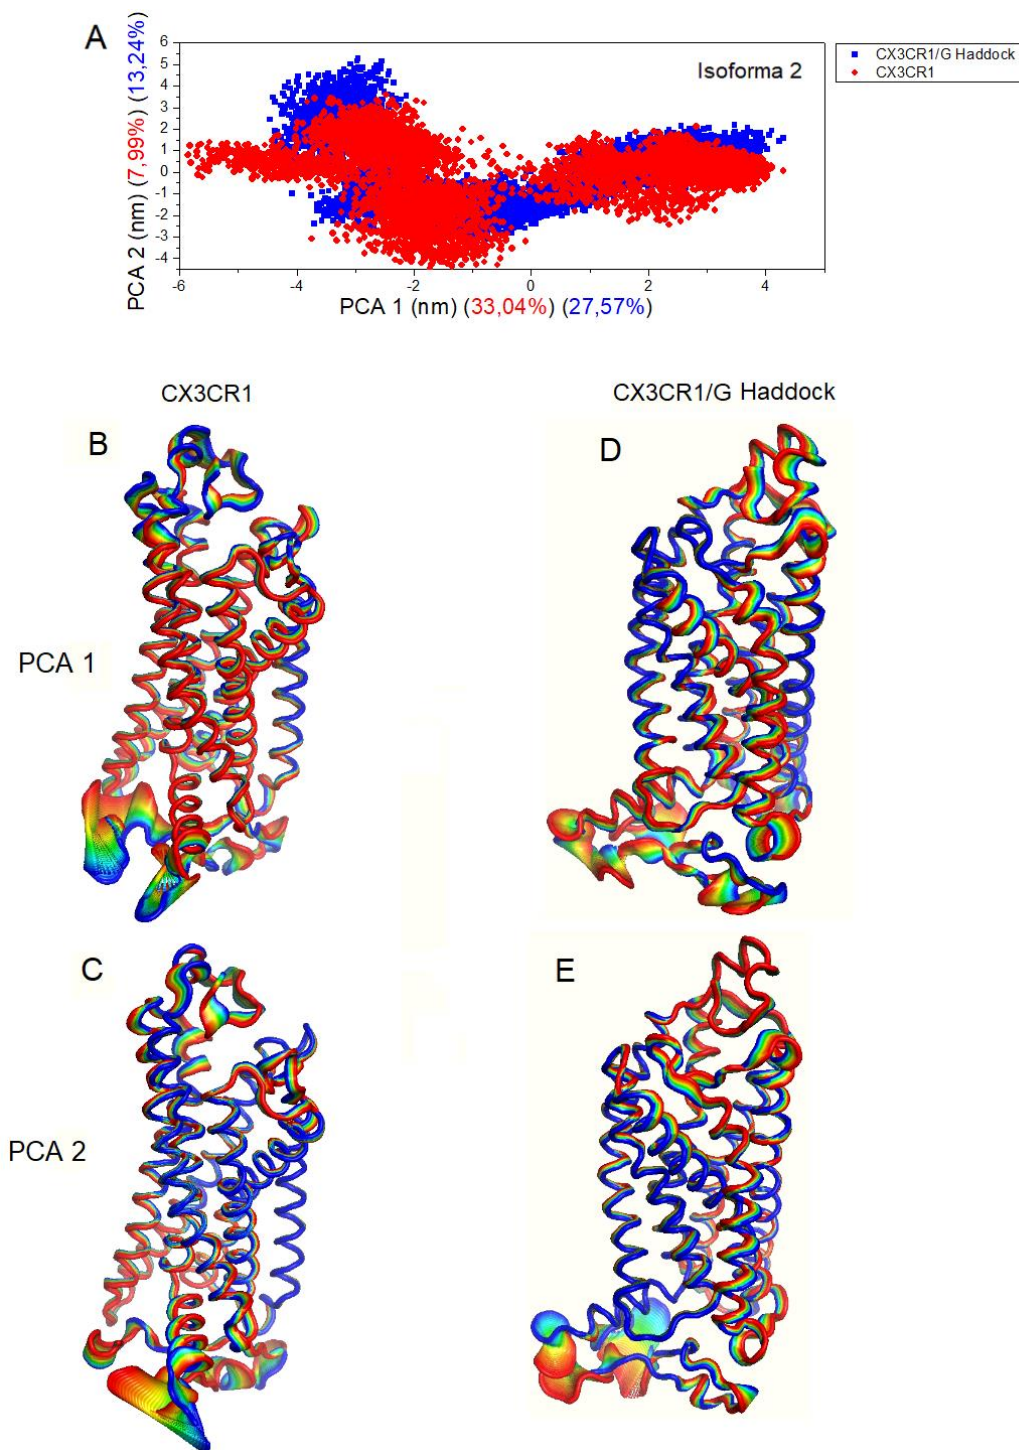 A
PCA 2 (nm) (7,99%) (13,24%)
6
5
4
3
2
1
0
-1
-2
-3
-4
Isoforma 2
CX3CR1/G Haddock
CX3CR1
-6
-4
-2
0
2
4
PCA 1 (nm) (33,04%) (27,57%)
CX3CR1
CX3CR1/G Haddock
B
D
PCA 1
C
E
PCA 2